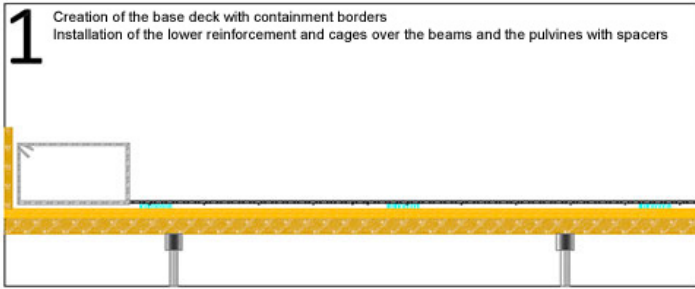 1
Creation of the base deck with containment borders
Installation of the lower reinforcement and cages over the beams and the pulvines with spacers